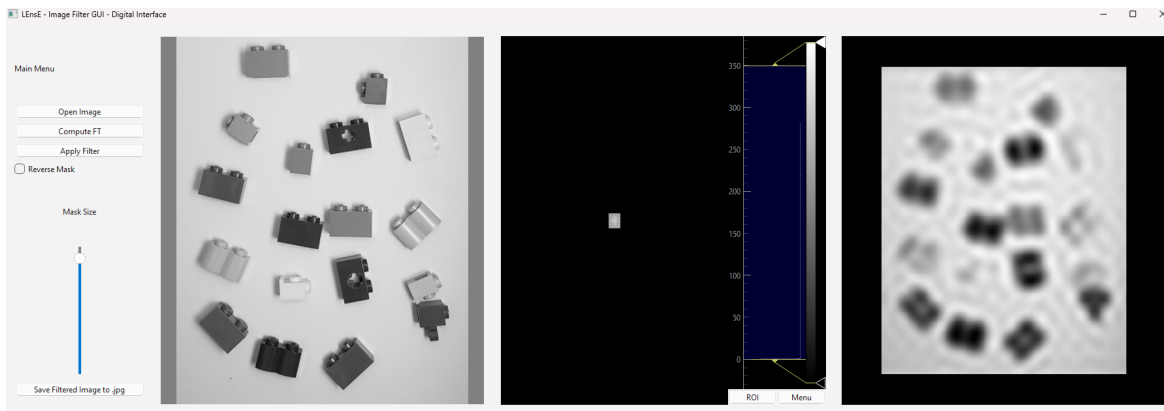 LEnsE - Image Filter GUI - Digital Interface
Main Menu
Open Image
Compute FT
Apply Filter
Reverse Mask
Mask Size
Save Filtered Image to .jpg
350
300
250
200
150
100
50
0
ROI
Menu